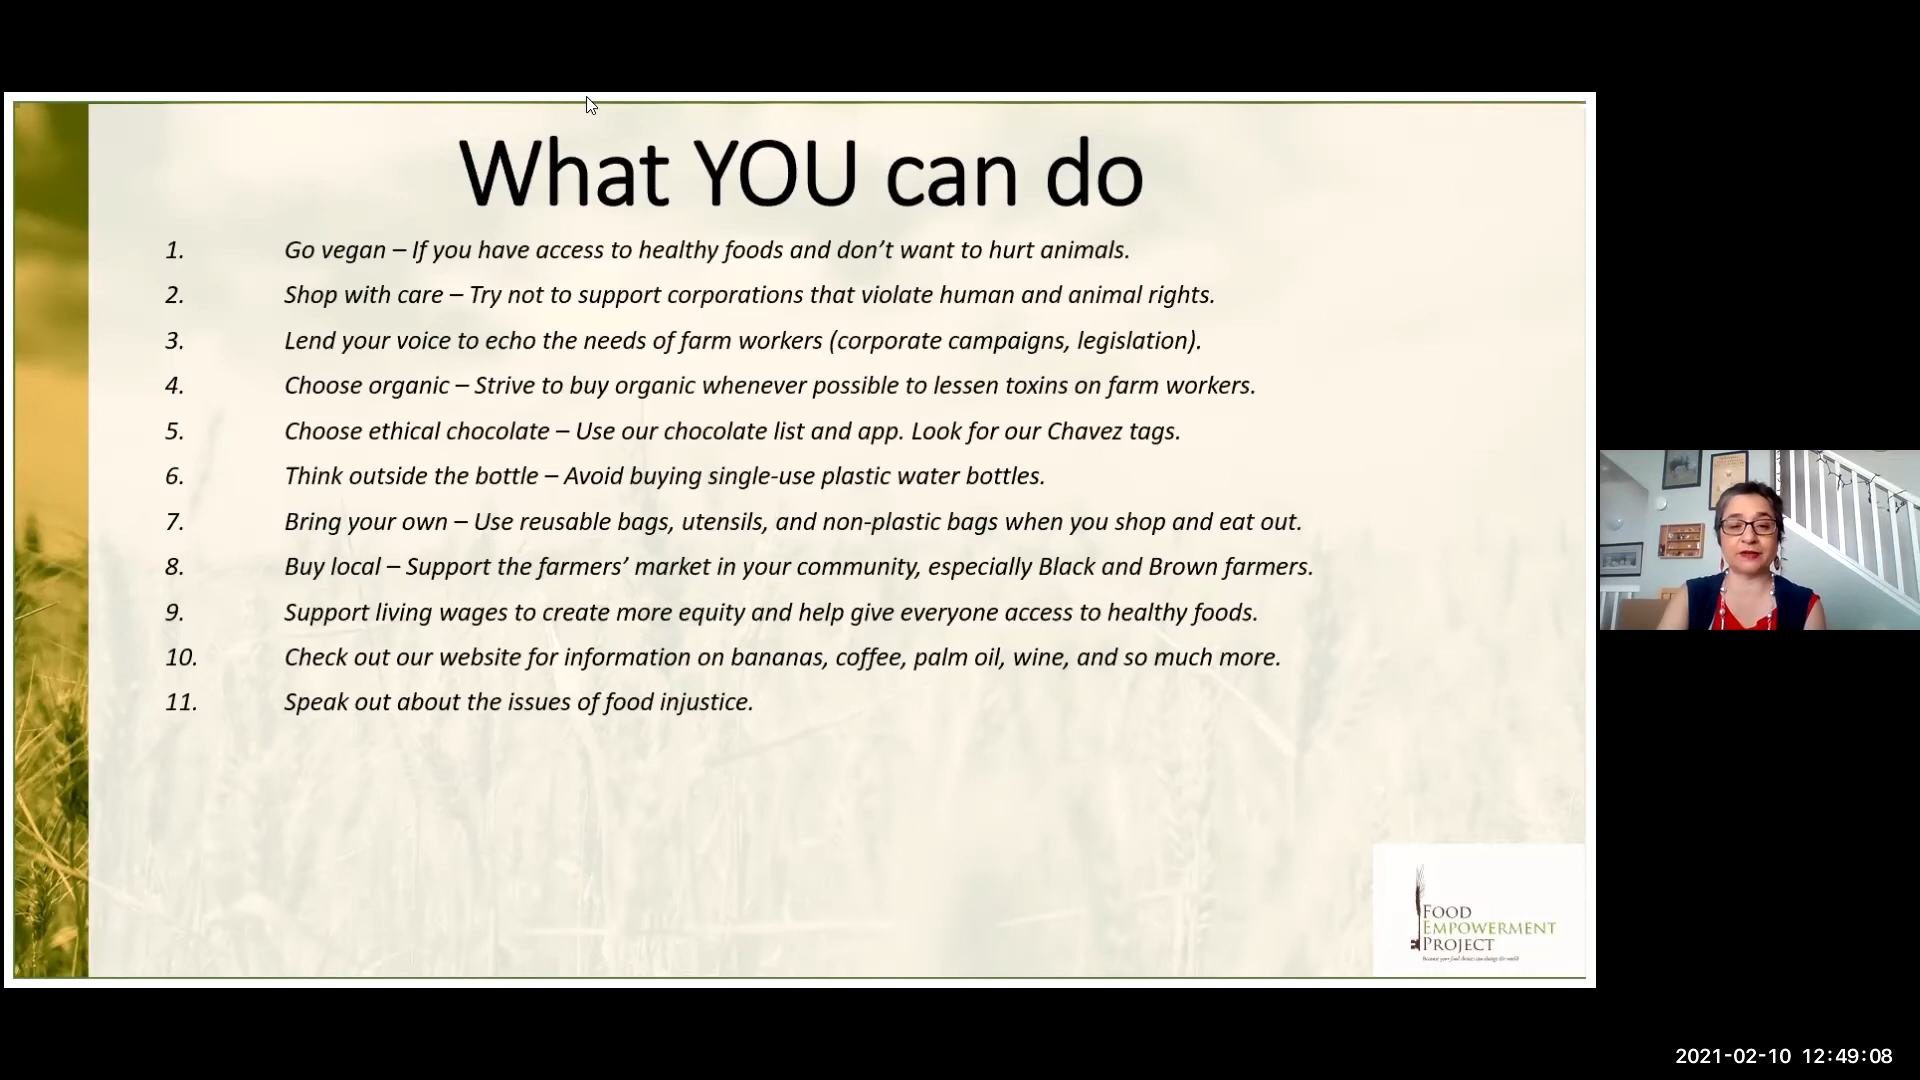 What YOU can do
1. Go vegan – If you have access to healthy foods and don’t want to hurt animals.
2. Shop with care – Try not to support corporations that violate human and animal rights.
3. Lend your voice to echo the needs of farm workers (corporate campaigns, legislation).
4. Choose organic – Strive to buy organic whenever possible to lessen toxins on farm workers.
5. Choose ethical chocolate – Use our chocolate list and app. Look for our Chavez tags.
6. Think outside the bottle – Avoid buying single-use plastic water bottles.
7. Bring your own – Use reusable bags, utensils, and non-plastic bags when you shop and eat out.
8. Buy local – Support the farmers’ market in your community, especially Black and Brown farmers.
9. Support living wages to create more equity and help give everyone access to healthy foods.
10. Check out our website for information on bananas, coffee, palm oil, wine, and so much more.
11. Speak out about the issues of food injustice.
FOOD
EMPOWERMENT
PROJECT
Because your food choices can change the world
2021-02-10 12:49:08